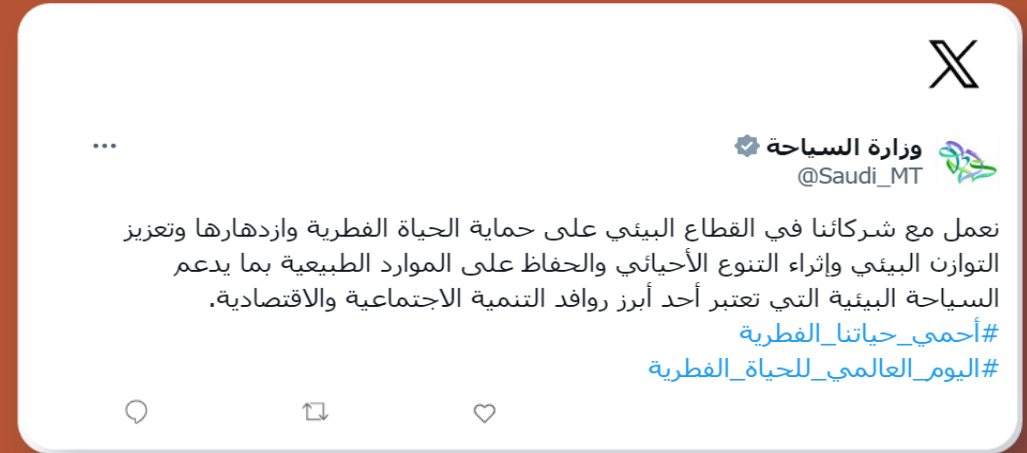 وزارة السياحة
@Saudi_MT
نعمل مع شركائنا في القطاع البيئي على حماية الحياة الفطرية وازدهارها وتعزيز
التوازن البيئي وإثراء التنوع الأحيائي والحفاظ على الموارد الطبيعية بما يدعم
السياحة البيئية التي تعتبر أحد أبرز روافد التنمية الاجتماعية والاقتصادية.
#أحمي_حياتنا_الفطرية
#اليوم_العالمي_للحياة_الفطرية